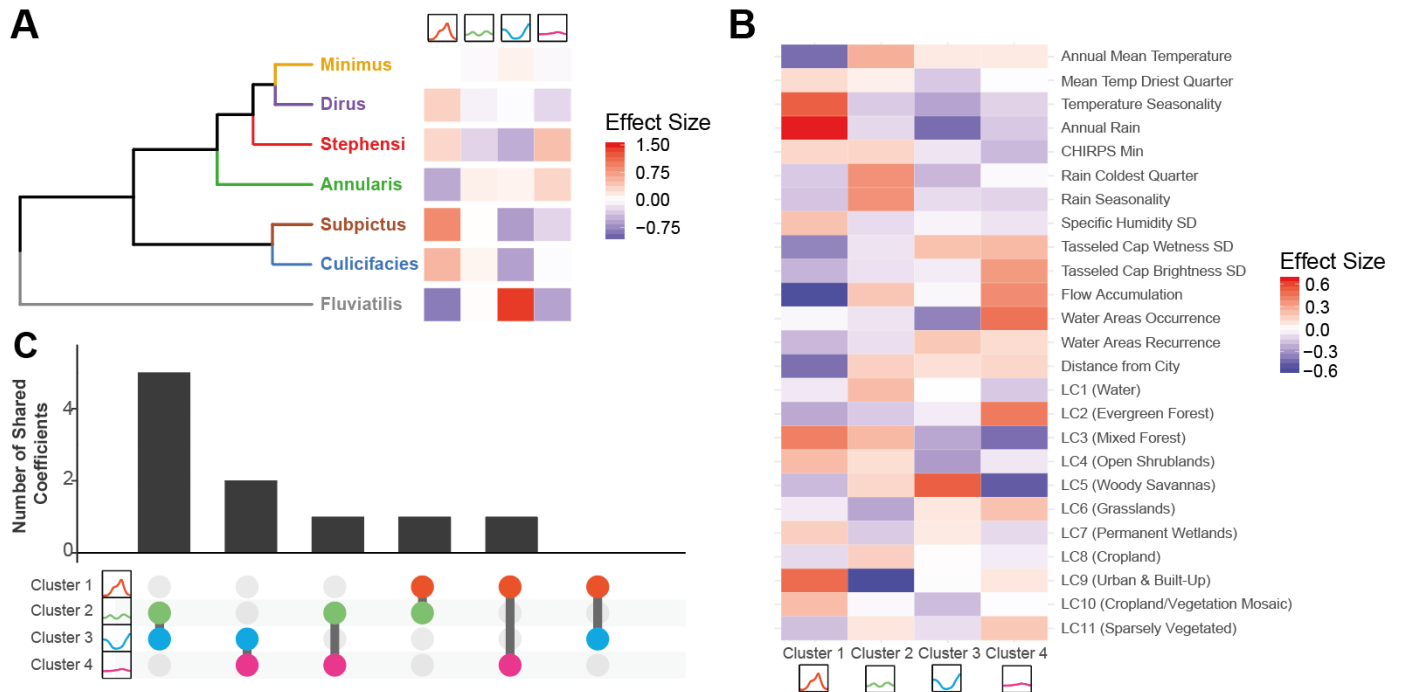 A
Minimus
Dirus
Stephensi
Annularis
Subpictus
Culicifacies
Fluviatilis
Effect Size
1.50
0.75
0.00
−0.75
B
Annual Mean Temperature
Mean Temp Driest Quarter
Temperature Seasonality
Annual Rain
CHIRPS Min
Rain Coldest Quarter
Rain Seasonality
Specific Humidity SD
Tasseled Cap Wetness SD
Tasseled Cap Brightness SD
Flow Accumulation
Water Areas Occurrence
Water Areas Recurrence
Distance from City
LC1 (Water)
LC2 (Evergreen Forest)
LC3 (Mixed Forest)
LC4 (Open Shrublands)
LC5 (Woody Savannas)
LC6 (Grasslands)
LC7 (Permanent Wetlands)
LC8 (Cropland)
LC9 (Urban & Built-Up)
LC10 (Cropland/Vegetation Mosaic)
LC11 (Sparsely Vegetated)
Cluster 1 Cluster 2 Cluster 3 Cluster 4
Effect Size
0.6
0.3
0.0
−0.3
−0.6
C
Number of Shared
Coefficients
4
2
0
Cluster 1
Cluster 2
Cluster 3
Cluster 4